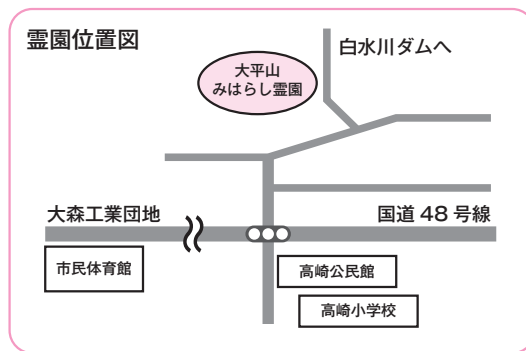 霊園位置図
白水川ダムへ
大平山
みはらし霊園
大森工業団地
国道 48 号線
市民体育館
高崎公民館
高崎小学校